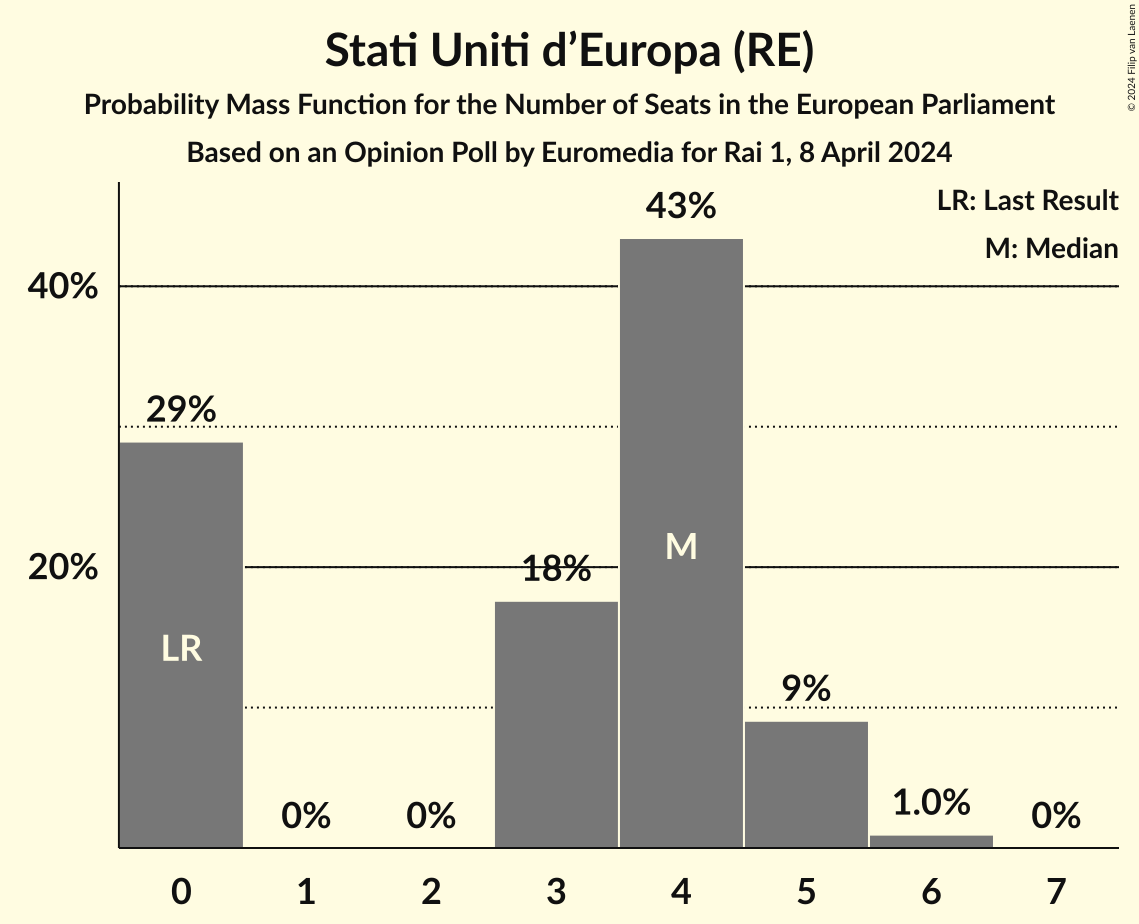 Stati Uniti d’Europa (RE)
Probability Mass Function for the Number of Seats in the European Parliament
Based on an Opinion Poll by Euromedia for Rai 1, 8 April 2024
© 2024 Filip van Laenen
LR: Last Result
M: Median
43%
40%
29%
M
20%
18%
LR
9%
1.0%
0%
0%
0%
0 1 2 3 4 5 6 7